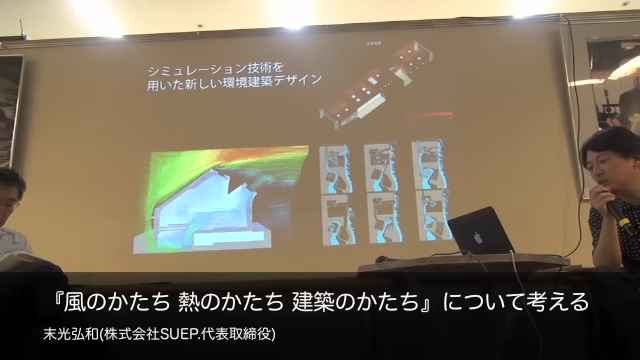 シミュレーション技術を
用いた新しい環境建築デザイン
『風のかたち 熱のかたち 建築のかたち』について考える
末光弘和(株式会社SUEP.代表取締役)